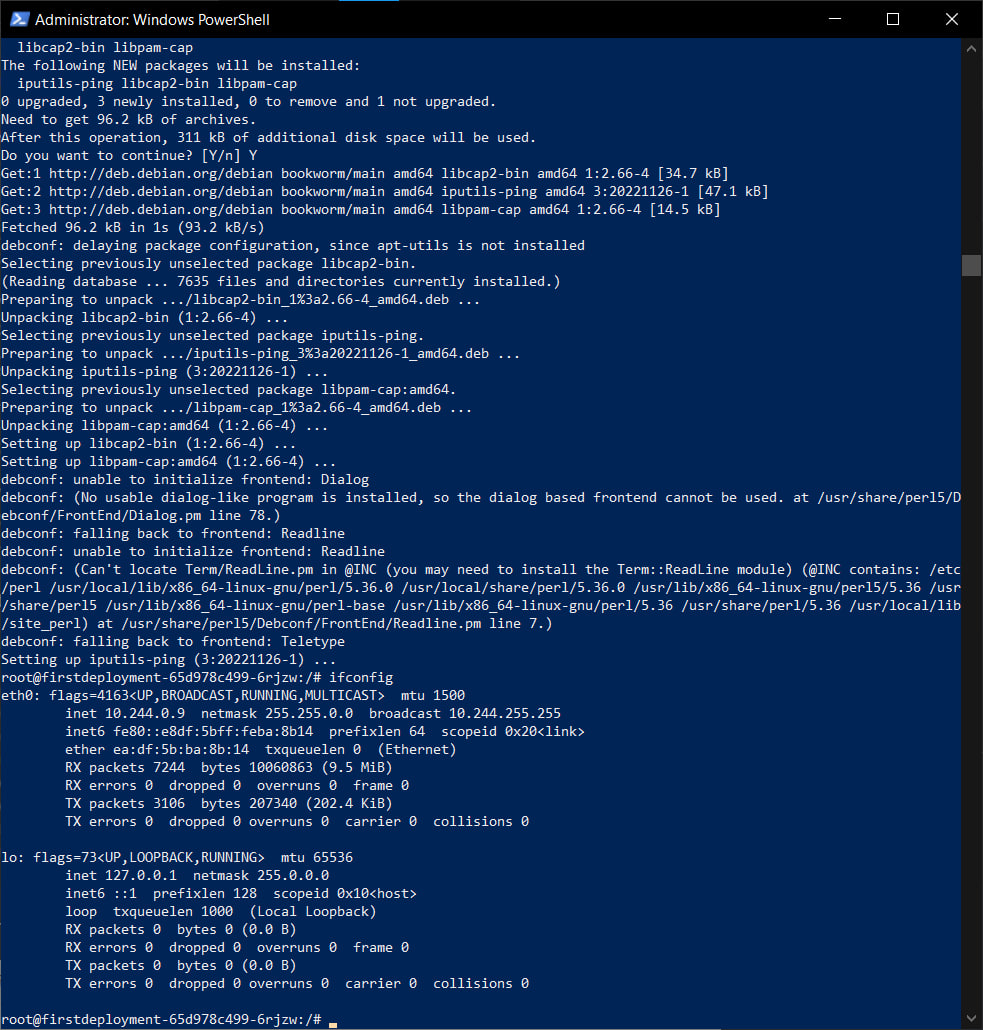 Administrator: Windows PowerShell
  libcap2-bin libpam-cap
The following NEW packages will be installed:
  iputils-ping libcap2-bin libpam-cap
0 upgraded, 3 newly installed, 0 to remove and 1 not upgraded.
Need to get 96.2 kB of archives.
After this operation, 311 kB of additional disk space will be used.
Do you want to continue? [Y/n] Y
Get:1 http://deb.debian.org/debian bookworm/main amd64 libcap2-bin amd64 1:2.66-4 [34.7 kB]
Get:2 http://deb.debian.org/debian bookworm/main amd64 iputils-ping amd64 3:20221126-1 [47.1 kB]
Get:3 http://deb.debian.org/debian bookworm/main amd64 libpam-cap amd64 1:2.66-4 [14.5 kB]
Fetched 96.2 kB in 1s (93.2 kB/s)
debconf: delaying package configuration, since apt-utils is not installed
Selecting previously unselected package libcap2-bin.
(Reading database ... 7635 files and directories currently installed.)
Preparing to unpack .../libcap2-bin_1%3a2.66-4_amd64.deb ...
Unpacking libcap2-bin (1:2.66-4) ...
Selecting previously unselected package iputils-ping.
Preparing to unpack .../iputils-ping_3%3a20221126-1_amd64.deb ...
Unpacking iputils-ping (3:20221126-1) ...
Selecting previously unselected package libpam-cap:amd64.
Preparing to unpack .../libpam-cap_1%3a2.66-4_amd64.deb ...
Unpacking libpam-cap:amd64 (1:2.66-4) ...
Setting up libcap2-bin (1:2.66-4) ...
Setting up libpam-cap:amd64 (1:2.66-4) ...
debconf: unable to initialize frontend: Dialog
debconf: (No usable dialog-like program is installed, so the dialog based frontend cannot be used. at /usr/share/perl5/D
ebconf/FrontEnd/Dialog.pm line 78.)
debconf: falling back to frontend: Readline
debconf: unable to initialize frontend: Readline
debconf: (Can't locate Term/ReadLine.pm in @INC (you may need to install the Term::ReadLine module) (@INC contains: /etc
/perl /usr/local/lib/x86_64-linux-gnu/perl/5.36.0 /usr/local/share/perl/5.36.0 /usr/lib/x86_64-linux-gnu/perl5/5.36 /usr
/share/perl5 /usr/lib/x86_64-linux-gnu/perl-base /usr/lib/x86_64-linux-gnu/perl/5.36 /usr/share/perl/5.36 /usr/local/lib
/site_perl) at /usr/share/perl5/Debconf/FrontEnd/Readline.pm line 7.)
debconf: falling back to frontend: Teletype
Setting up iputils-ping (3:20221126-1) ...
root@firstdeployment-65d978c499-6rjzw:/# ifconfig
eth0: flags=4163<UP,BROADCAST,RUNNING,MULTICAST>  mtu 1500
        inet 10.244.0.9  netmask 255.255.0.0  broadcast 10.244.255.255
        inet6 fe80::e8df:5bff:feba:8b14  prefixlen 64  scopeid 0x20<link>
        ether ea:df:5b:ba:8b:14  txqueuelen 0  (Ethernet)
        RX packets 7244  bytes 10060863 (9.5 MiB)
        RX errors 0  dropped 0  overruns 0  frame 0
        TX packets 3106  bytes 207340 (202.4 KiB)
        TX errors 0  dropped 0 overruns 0  carrier 0  collisions 0

lo: flags=73<UP,LOOPBACK,RUNNING>  mtu 65536
        inet 127.0.0.1  netmask 255.0.0.0
        inet6 ::1  prefixlen 128  scopeid 0x10<host>
        loop  txqueuelen 1000  (Local Loopback)
        RX packets 0  bytes 0 (0.0 B)
        RX errors 0  dropped 0  overruns 0  frame 0
        TX packets 0  bytes 0 (0.0 B)
        TX errors 0  dropped 0 overruns 0  carrier 0  collisions 0

root@firstdeployment-65d978c499-6rjzw:/#